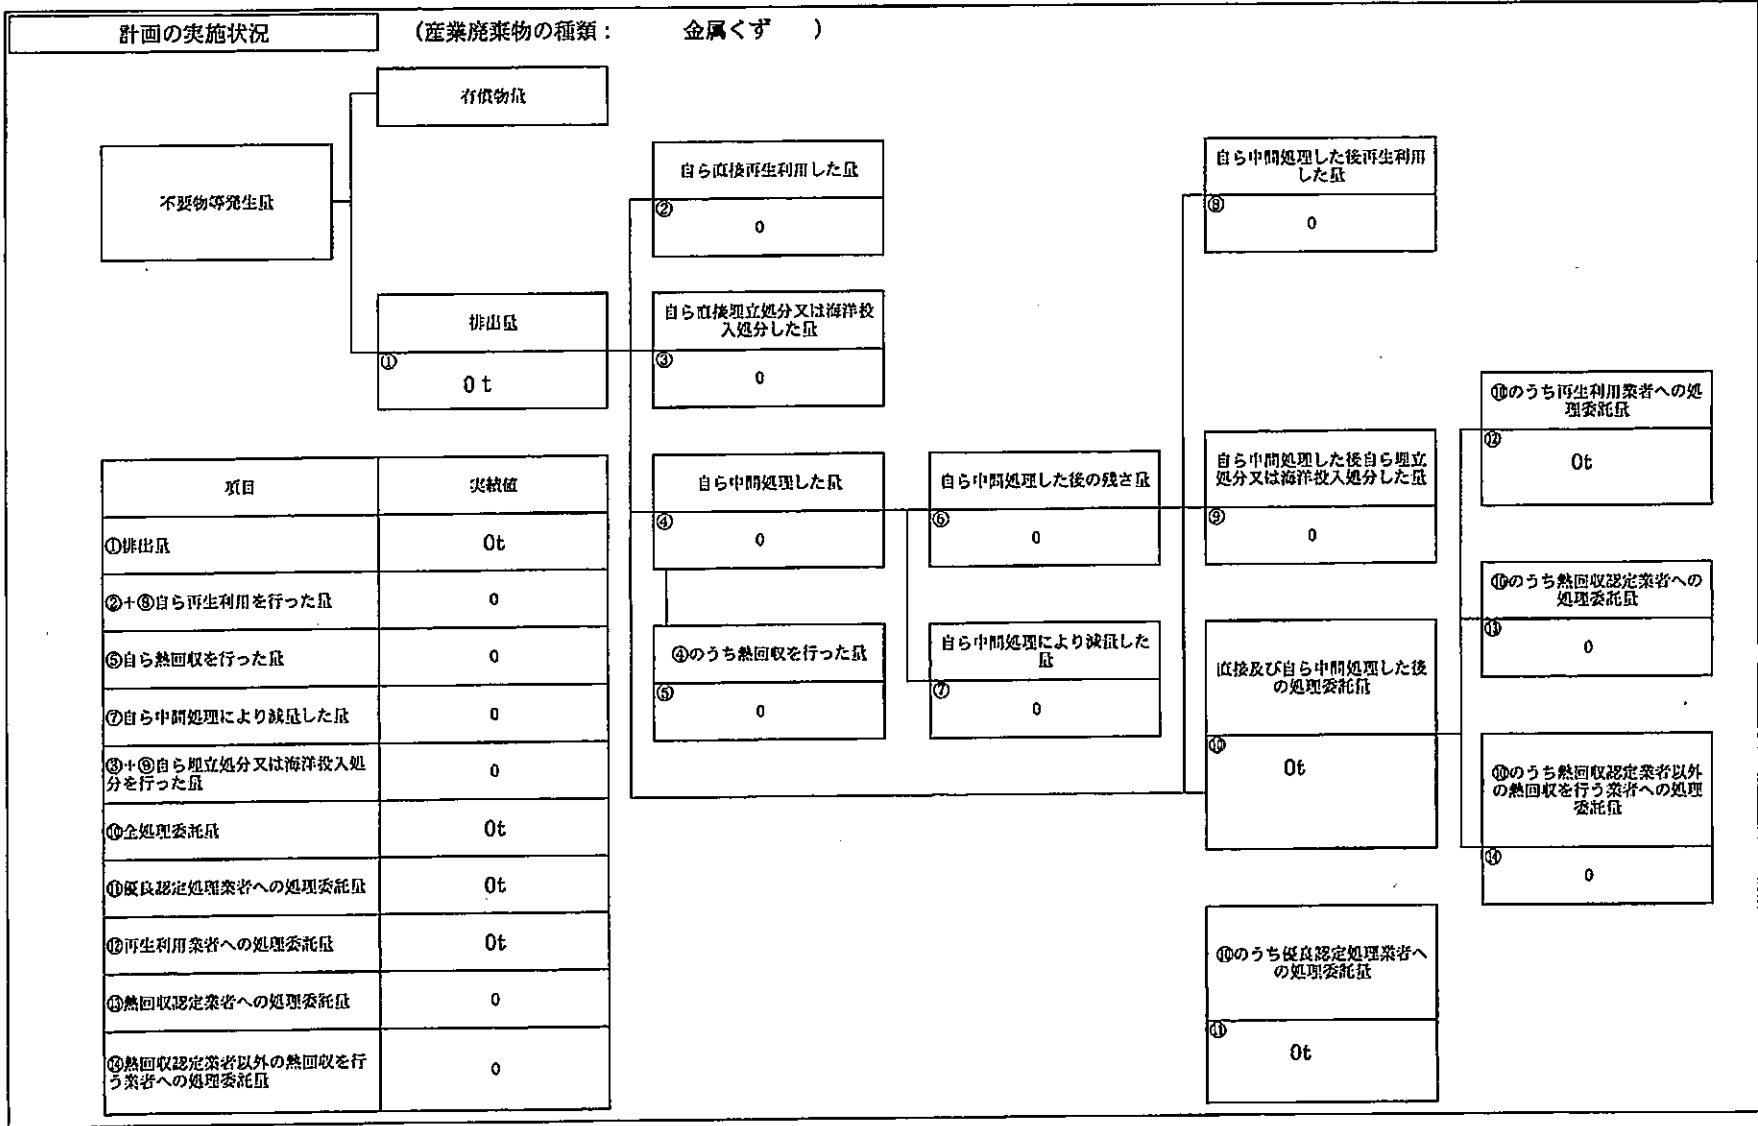 計画の実施状況
(産業廃棄物の種類： 金属くず )
有償物量
不要物等発生量
排出量
①
0 t
自ら直接再生利用した量
②
0
自ら直接埋立処分又は海洋投
入処分した量
③
0
自ら中間処理した量
④
0
④のうち熱回収を行った量
⑤
0
自ら中間処理した後の残さ量
⑥
0
自ら中間処理により減量した
量
⑦
0
自ら中間処理した後再生利用
した量
⑧
0
自ら中間処理した後自ら埋立
処分又は海洋投入処分した量
⑨
0
直接及び自ら中間処理した後
の処理委託量
⑩
0t
⑩のうち優良認定処理業者へ
の処理委託量
⑪
0t
⑩のうち再生利用業者への処
理委託量
⑫
0t
⑩のうち熱回収認定業者への
処理委託量
⑬
0
⑩のうち熱回収認定業者以外
の熱回収を行う業者への処理
委託量
⑭
0
項目 実績値
①排出量 0t
②+⑧自ら再生利用を行った量 0
⑤自ら熱回収を行った量 0
⑦自ら中間処理により減量した量 0
③+⑨自ら埋立処分又は海洋投入処
分を行った量 0
⑩全処理委託量 0t
⑪優良認定処理業者への処理委託量 0t
⑫再生利用業者への処理委託量 0t
⑬熱回収認定業者への処理委託量 0
⑭熱回収認定業者以外の熱回収を行
う業者への処理委託量 0